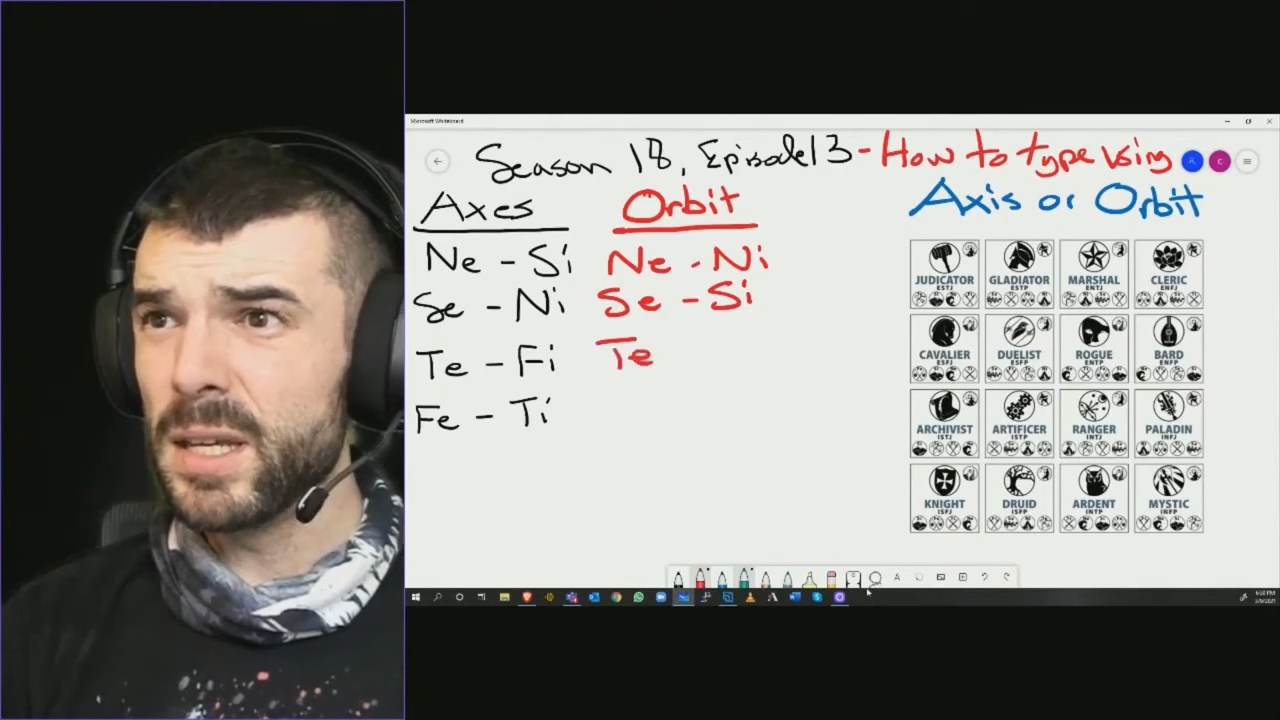 Microsoft Whiteboard
Season 18, Episode 13 - How to type using
Axis or Orbit
Axes
Ne - Si
Se - Ni
Te - Fi
Fe - Ti
Orbit
Ne - Ni
Se - Si
Te
JUDICATOR
ESTJ
GLADIATOR
ESTP
MARSHAL
ENTJ
CLERIC
ENFJ
CAVALIER
ESFJ
DUELIST
ESFP
ROGUE
ENTP
BARD
ENFP
ARCHIVIST
ISTJ
ARTIFICER
ISTP
RANGER
INTJ
PALADIN
INFJ
KNIGHT
ISFJ
DRUID
ISFP
ARDENT
INTP
MYSTIC
INFP